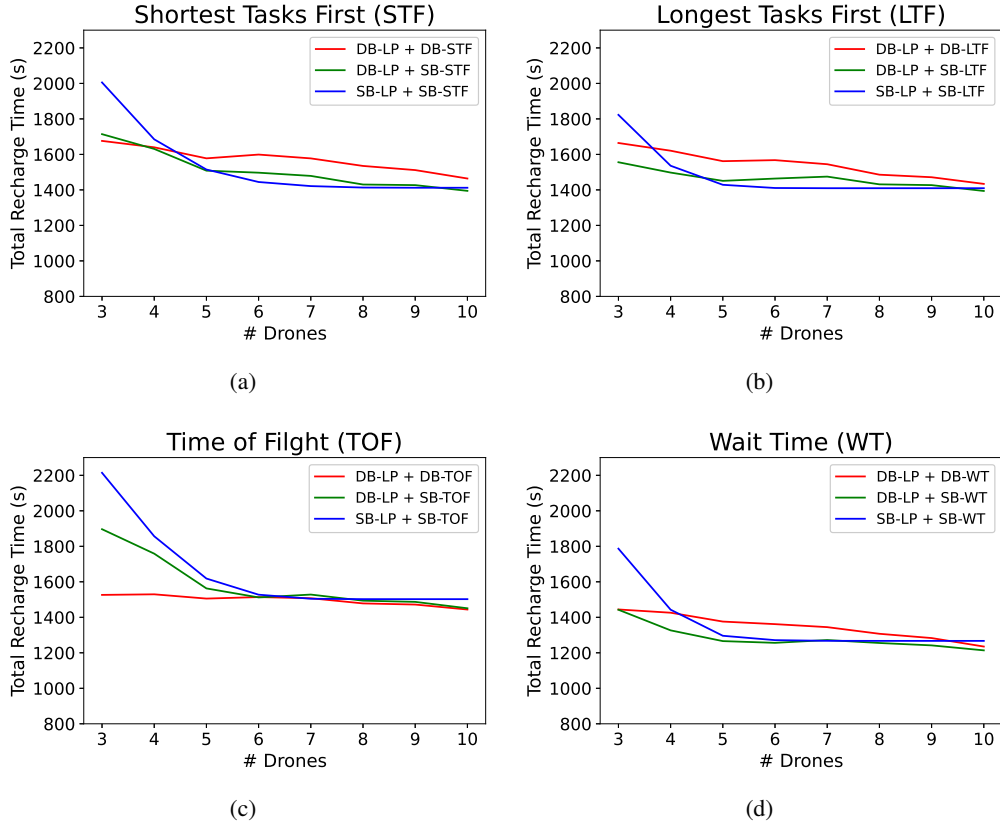 Shortest Tasks First (STF)
Total Recharge Time (s)
2200
2000
1800
1600
1400
1200
1000
800
DB-LP + DB-STF
DB-LP + SB-STF
SB-LP + SB-STF
3 4 5 6 7 8 9 10
# Drones
(a)
Longest Tasks First (LTF)
Total Recharge Time (s)
2200
2000
1800
1600
1400
1200
1000
800
DB-LP + DB-LTF
DB-LP + SB-LTF
SB-LP + SB-LTF
3 4 5 6 7 8 9 10
# Drones
(b)
Time of Filght (TOF)
Total Recharge Time (s)
2200
2000
1800
1600
1400
1200
1000
800
DB-LP + DB-TOF
DB-LP + SB-TOF
SB-LP + SB-TOF
3 4 5 6 7 8 9 10
# Drones
(c)
Wait Time (WT)
Total Recharge Time (s)
2200
2000
1800
1600
1400
1200
1000
800
DB-LP + DB-WT
DB-LP + SB-WT
SB-LP + SB-WT
3 4 5 6 7 8 9 10
# Drones
(d)